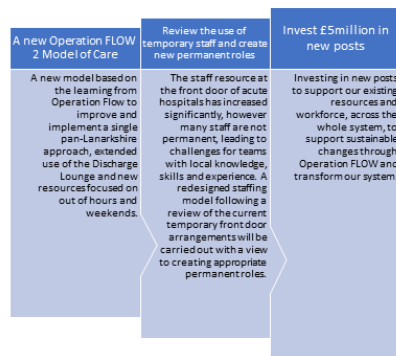 A new Operation FLOW
2 Model of Care
A new model based on
the learning from
Operation Flow to
improve and
implement a single
pan-Lanarkshire
approach, extended
use of the Discharge
Lounge and new
resources focused on
out of hours and
weekends.
Review the use of
temporary staff and create
new permanent roles
The staff resource at
the front door of acute
hospitals has increased
significantly, however
many staff are not
permanent, leading to
challenges for teams
with local knowledge,
skills and experience. A
redesigned staffing
model following a
review of the current
temporary front door
arrangements will be
carried out with a view
to creating appropriate
permanent roles.
Invest £5million in
new posts
Investing in new posts
to support our existing
resources and
workforce, across the
whole system, to
support sustainable
changes through
Operation FLOW and
transform our system